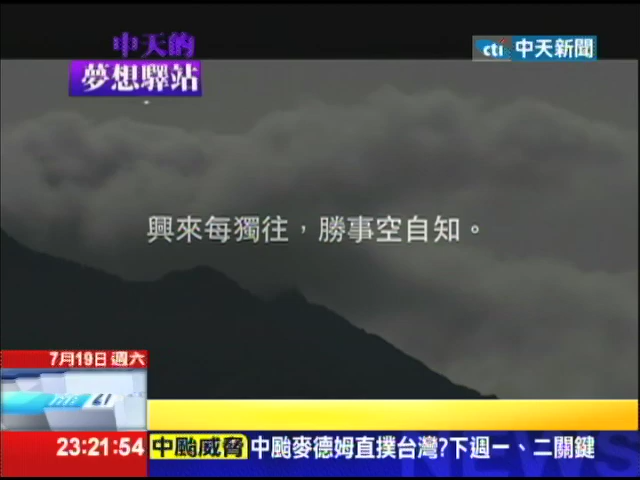 中天的
夢想驛站
cti 中天新聞
興來每獨往，勝事空自知。
7月19日 週六
23:21:54
中颱威脅 中颱麥德姆直撲台灣?下週一、二關鍵
NEWS